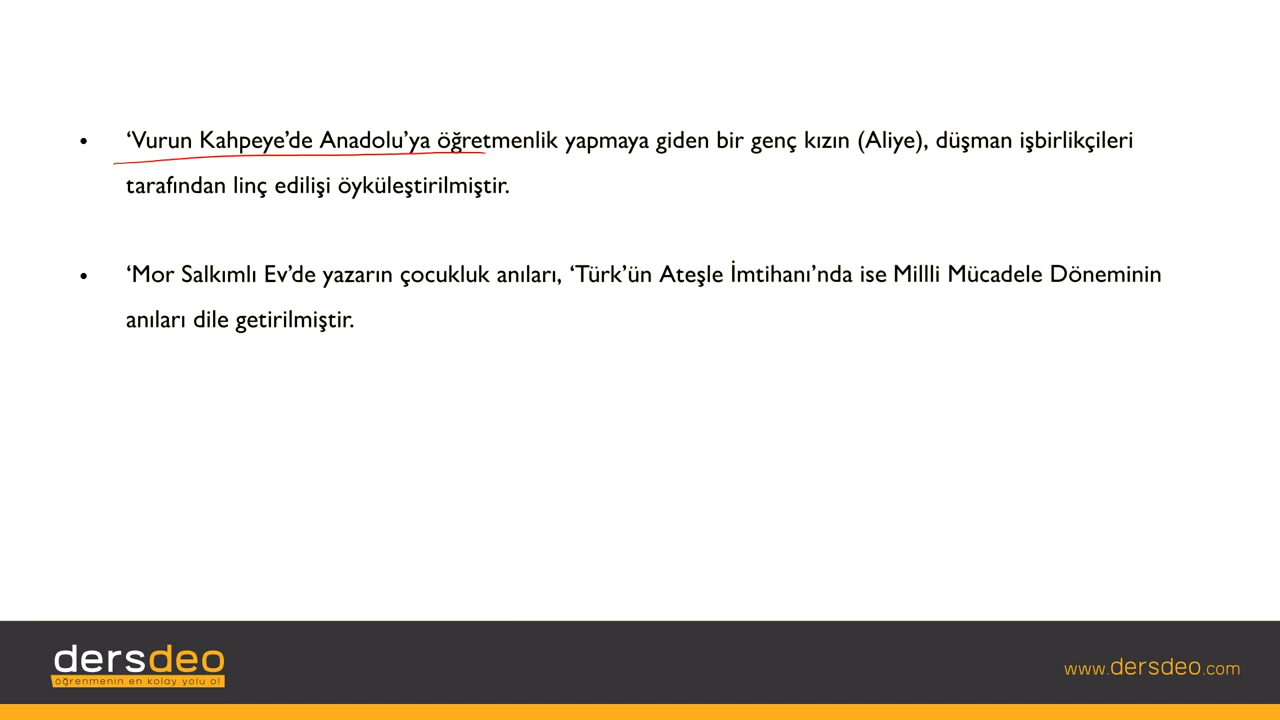 • ‘Vurun Kahpeye’de Anadolu’ya öğretmenlik yapmaya giden bir genç kızın (Aliye), düşman işbirlikçileri
tarafından linç edilişi öyküleştirilmiştir.
• ‘Mor Salkımlı Ev’de yazarın çocukluk anıları, ‘Türk’ün Ateşle İmtihanı’nda ise Millli Mücadele Döneminin
anıları dile getirilmiştir.
dersdeo
öğrenmenin en kolay yolu o!
www.dersdeo.com